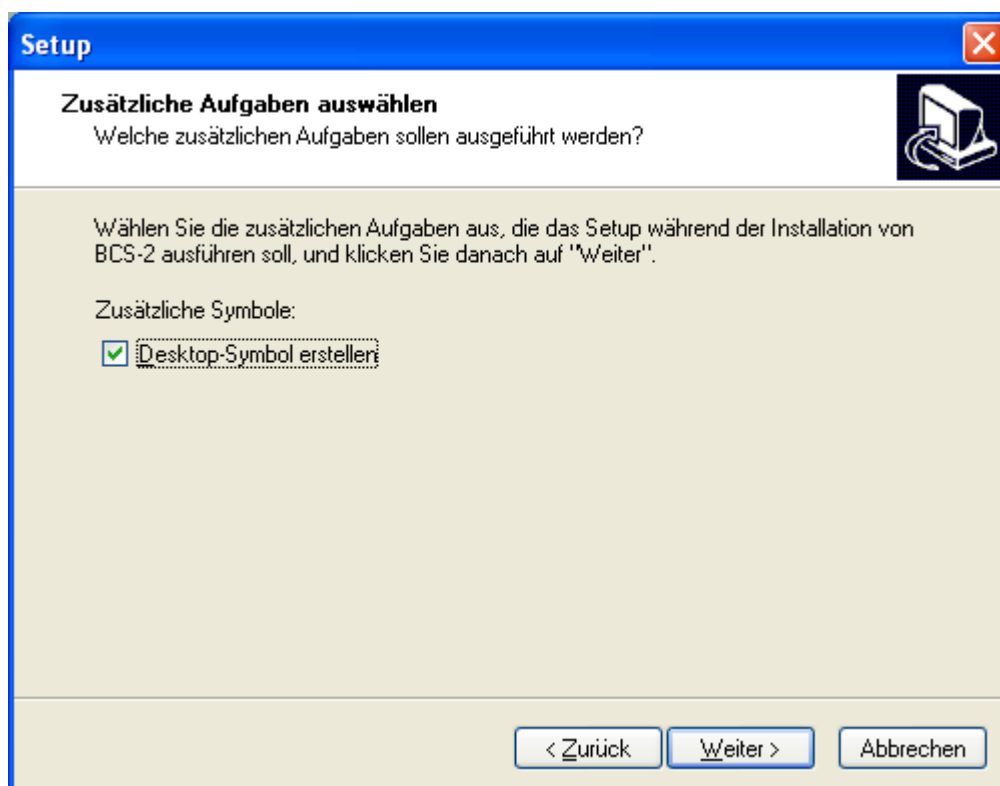 Setup
Zusätzliche Aufgaben auswählen
Welche zusätzlichen Aufgaben sollen ausgeführt werden?
Wählen Sie die zusätzlichen Aufgaben aus, die das Setup während der Installation von
BCS-2 ausführen soll, und klicken Sie danach auf "Weiter".
Zusätzliche Symbole:
Desktop-Symbol erstellen
< Zurück
Weiter >
Abbrechen